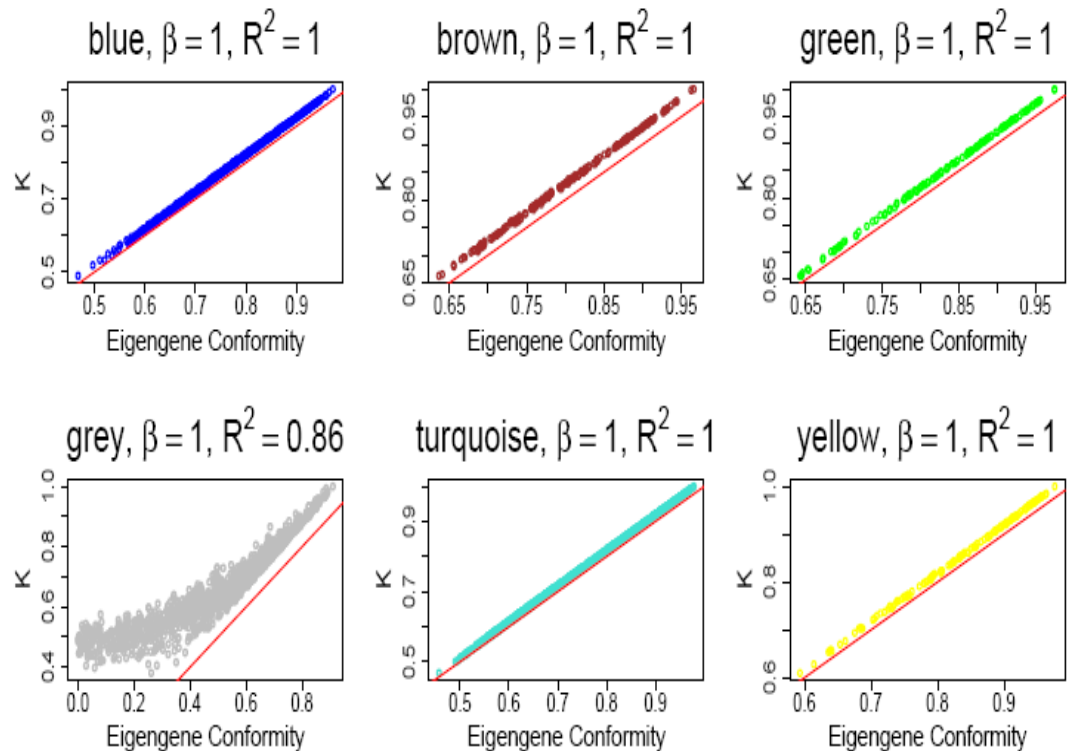 blue, β = 1, R² = 1
brown, β = 1, R² = 1
green, β = 1, R² = 1
K
0.5 0.7 0.9
0.5 0.6 0.7 0.8 0.9
Eigengene Conformity
K
0.65 0.80 0.95
0.65 0.75 0.85 0.95
Eigengene Conformity
K
0.65 0.80 0.95
0.65 0.75 0.85 0.95
Eigengene Conformity
grey, β = 1, R² = 0.86
turquoise, β = 1, R² = 1
yellow, β = 1, R² = 1
K
0.4 0.6 0.8 1.0
0.0 0.2 0.4 0.6 0.8
Eigengene Conformity
K
0.5 0.7 0.9
0.5 0.6 0.7 0.8 0.9
Eigengene Conformity
K
0.6 0.8 1.0
0.6 0.7 0.8 0.9
Eigengene Conformity